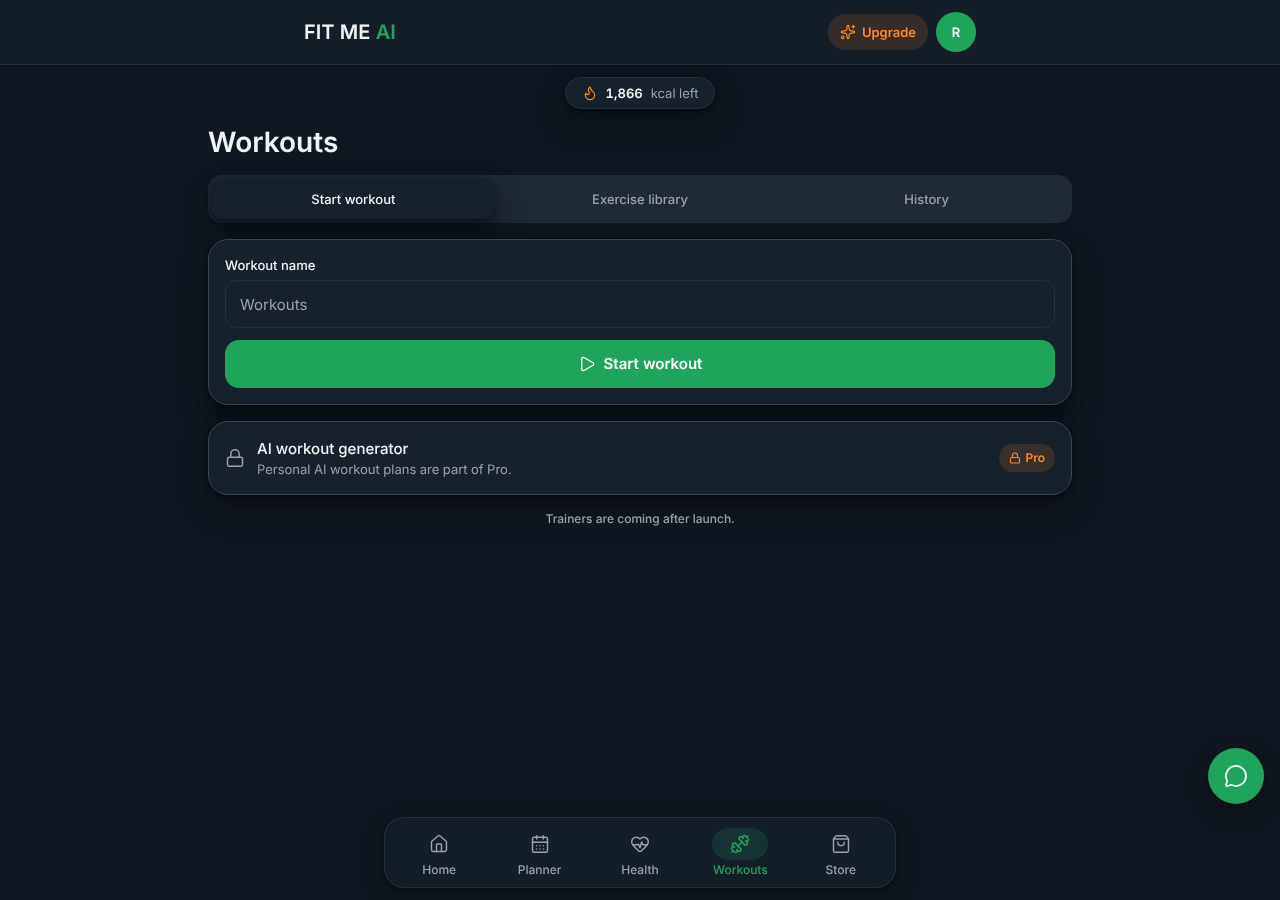 FIT ME AI
Upgrade
R
1,866 kcal left
Workouts
Start workout
Exercise library
History
Workout name
Workouts
Start workout
AI workout generator
Personal AI workout plans are part of Pro.
Pro
Trainers are coming after launch.
Home
Planner
Health
Workouts
Store